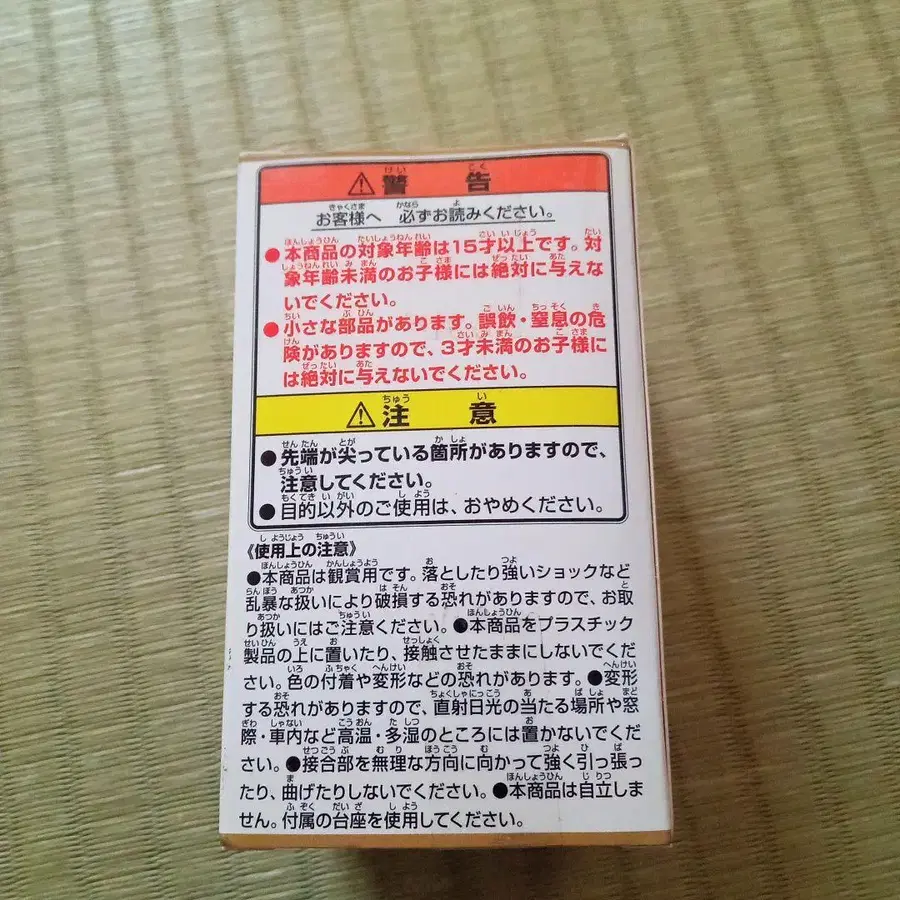 ⚠警告
お客様へ 必ずお読みください。
●本商品の対象年齢は15才以上です。対
象年齢未満のお子様には絶対に与えな
いでください。
●小さな部品があります。誤飲・窒息の危
険がありますので、3才未満のお子様に
は絶対に与えないでください。
⚠注意
●先端が尖っている箇所がありますので、
注意してください。
●目的以外のご使用は、おやめください。
《使用上の注意》
●本商品は観賞用です。落としたり強いショックなど
乱暴な扱いにより破損する恐れがありますので、お取
り扱いにはご注意ください。●本商品をプラスチック
製品の上に置いたり、接触させたままにしないでくだ
さい。色の付着や変形などの恐れがあります。●変形
する恐れがありますので、直射日光の当たる場所や窓
際・車内など高温・多湿のところには置かないでくだ
さい。●接合部を無理な方向に向かって強く引っ張っ
たり、曲げたりしないでください。●本商品は自立しま
せん。付属の台座を使用してください。